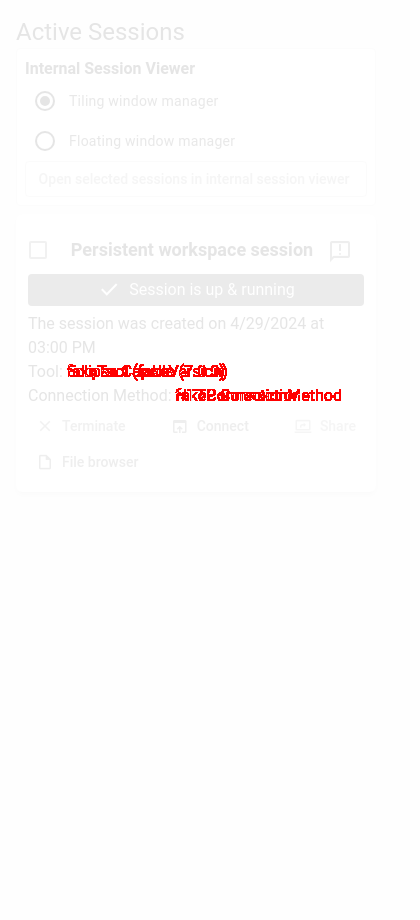 Active Sessions
Internal Session Viewer
Tiling window manager
Floating window manager
Open selected sessions in internal session viewer
Persistent workspace session
Session is up & running
The session was created on 4/29/2024 at
03:00 PM
Tool:
Connection Method:
Terminate
Connect
Share
File browser